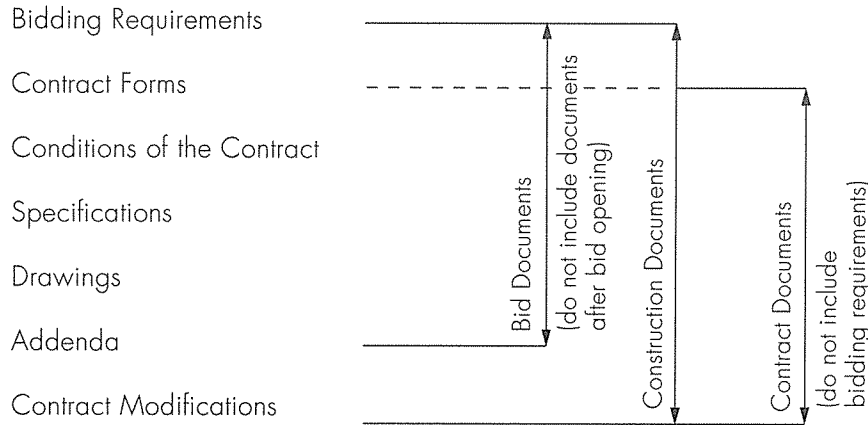 Bidding Requirements
Contract Forms
Conditions of the Contract
Specifications
Drawings
Addenda
Contract Modifications
Bid Documents
(do not include documents
after bid opening)
Construction Documents
Contract Documents
(do not include
bidding requirements)